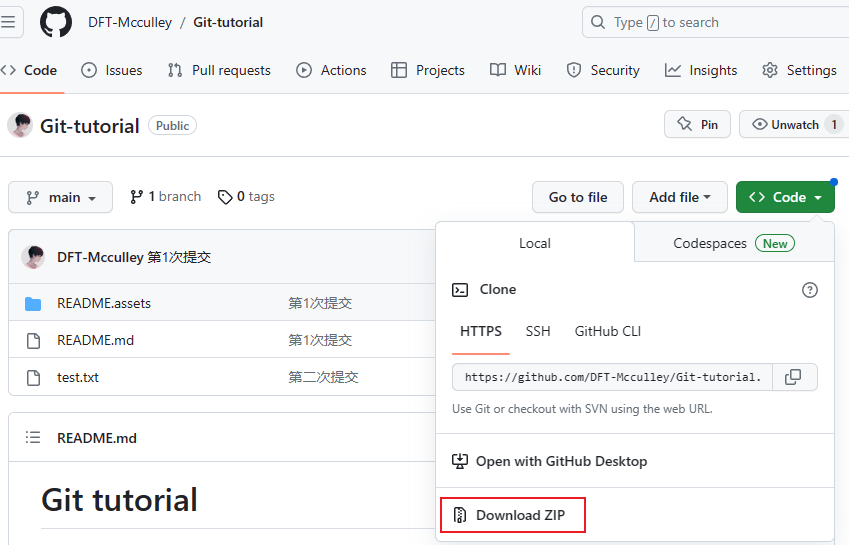 DFT-Mcculley / Git-tutorial
Type / to search
<> Code Issues Pull requests Actions Projects Wiki Security Insights Settings
Git-tutorial Public
Pin Unwatch 1
main 1 branch 0 tags Go to file Add file <> Code
Local Codespaces New
DFT-Mcculley 第1次提交
Clone
README.assets 第1次提交
HTTPS SSH GitHub CLI
README.md 第1次提交
test.txt 第二次提交
https://github.com/DFT-Mcculley/Git-tutorial.
Use Git or checkout with SVN using the web URL.
README.md
Open with GitHub Desktop
Git tutorial
Download ZIP